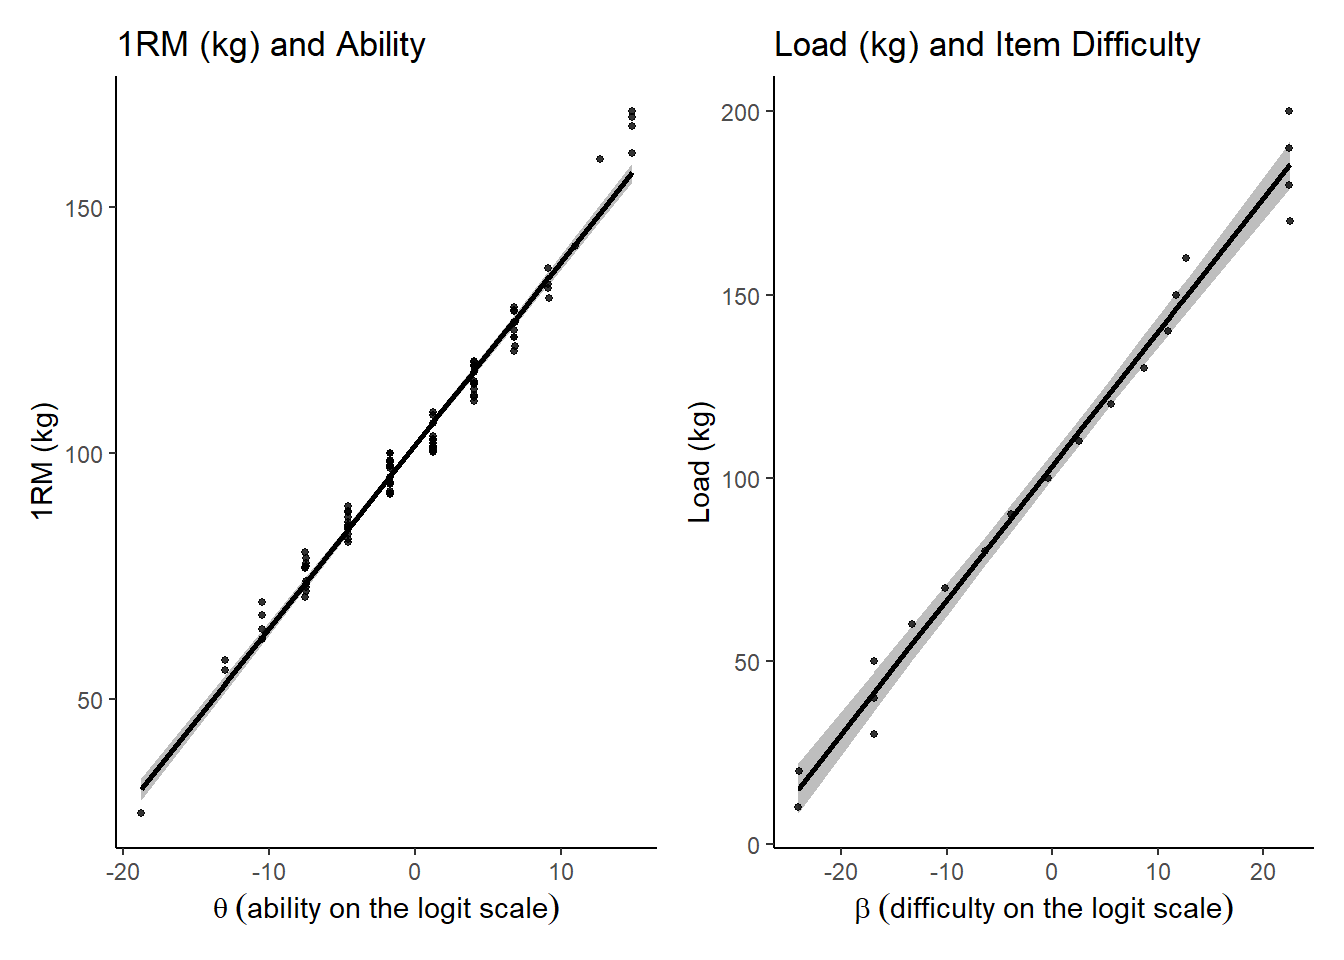 1RM (kg) and Ability
150
100
50
1RM (kg)
-20 -10 0 10
θ (ability on the logit scale)
Load (kg) and Item Difficulty
200
150
100
50
0
Load (kg)
-20 -10 0 10 20
β (difficulty on the logit scale)